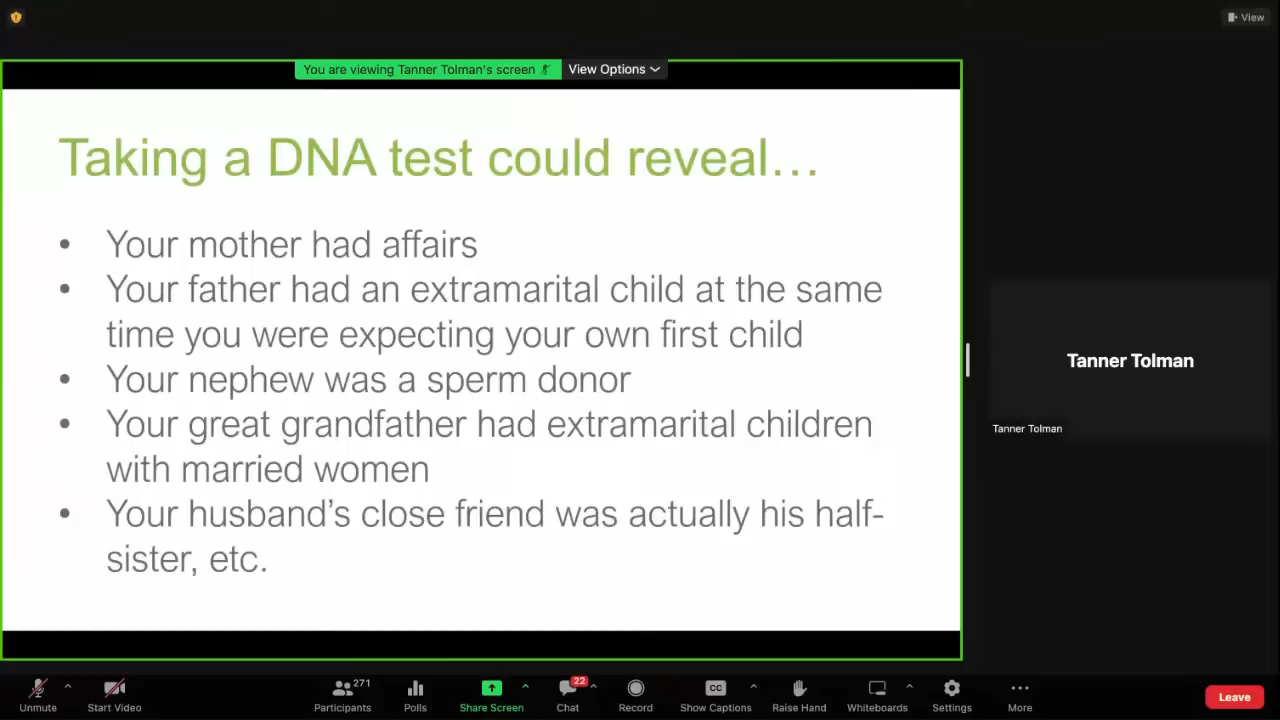 View
You are viewing Tanner Tolman's screen
View Options
Taking a DNA test could reveal…
• Your mother had affairs
• Your father had an extramarital child at the same
time you were expecting your own first child
• Your nephew was a sperm donor
• Your great grandfather had extramarital children
with married women
• Your husband’s close friend was actually his half-
sister, etc.
Tanner Tolman
Tanner Tolman
271
22
CC
Unmute
Start Video
Participants
Polls
Share Screen
Chat
Record
Show Captions
Raise Hand
Whiteboards
Settings
More
Leave